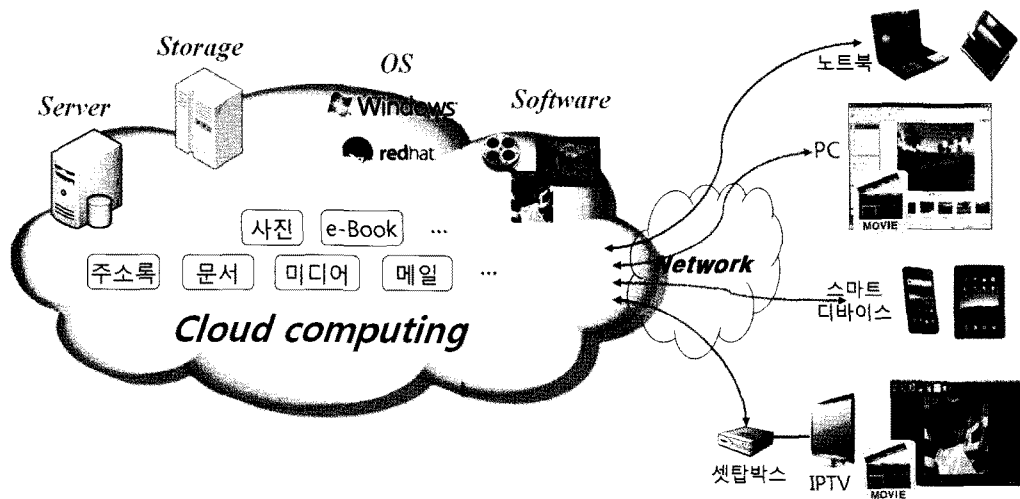 Storage
OS
Server
Windows
Software
redhat
노트북
PC
MOVIE
사진
e-Book
...
주소록
문서
미디어
메일
...
Network
Cloud computing
스마트
디바이스
셋탑박스
IPTV
MOVIE